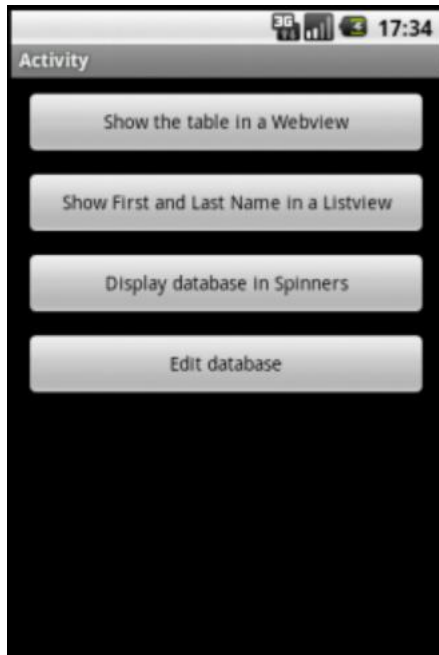 3G
17:34
Activity
Show the table in a Webview
Show First and Last Name in a Listview
Display database in Spinners
Edit database